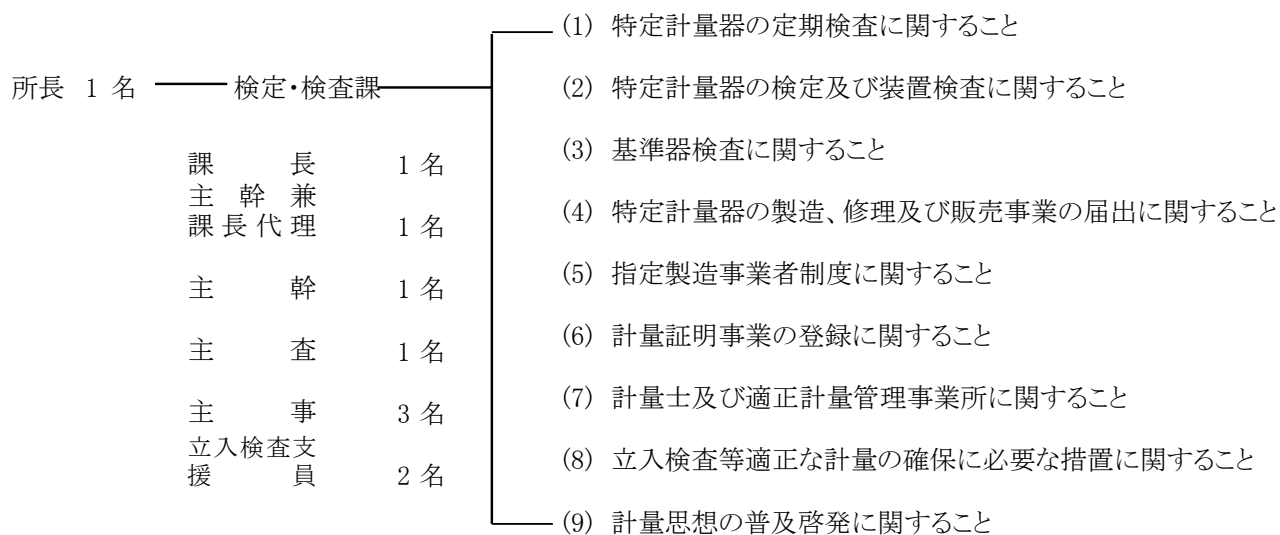 所長 1 名 検定・検査課
課長 1 名
主幹兼
課長代理 1 名
主幹 1 名
主査 1 名
主事 3 名
立入検査支
援員 2 名
(1) 特定計量器の定期検査に関すること
(2) 特定計量器の検定及び装置検査に関すること
(3) 基準器検査に関すること
(4) 特定計量器の製造、修理及び販売事業の届出に関すること
(5) 指定製造事業者制度に関すること
(6) 計量証明事業の登録に関すること
(7) 計量士及び適正計量管理事業所に関すること
(8) 立入検査等適正な計量の確保に必要な措置に関すること
(9) 計量思想の普及啓発に関すること